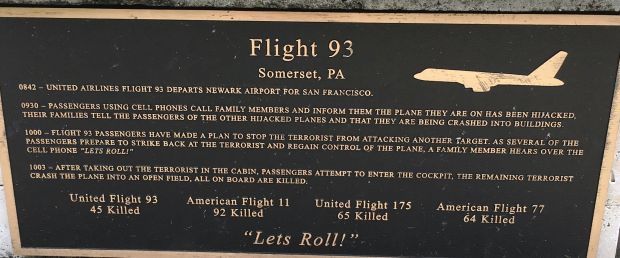 Flight 93
Somerset, PA
0842 – UNITED AIRLINES FLIGHT 93 DEPARTS NEWARK AIRPORT FOR SAN FRANCISCO.
0930 – PASSENGERS USING CELL PHONES CALL FAMILY MEMBERS AND INFORM THEM THE PLANE THEY ARE ON HAS BEEN HIJACKED,
THEIR FAMILIES TELL THE PASSENGERS OF THE OTHER HIJACKED PLANES AND THAT THEY ARE BEING CRASHED INTO BUILDINGS.
1000 – FLIGHT 93 PASSENGERS HAVE MADE A PLAN TO STOP THE TERRORIST FROM ATTACKING ANOTHER TARGET. AS SEVERAL OF THE
PASSENGERS PREPARE TO STRIKE BACK AT THE TERRORIST AND REGAIN CONTROL OF THE PLANE, A FAMILY MEMBER HEARS OVER THE
CELL PHONE "LETS ROLL!"
1003 – AFTER TAKING OUT THE TERRORIST IN THE CABIN, PASSENGERS ATTEMPT TO ENTER THE COCKPIT, THE REMAINING TERRORIST
CRASH THE PLANE INTO AN OPEN FIELD, ALL ON BOARD ARE KILLED.
United Flight 93 American Flight 11 United Flight 175 American Flight 77
45 Killed 92 Killed 65 Killed 64 Killed
"Lets Roll!"